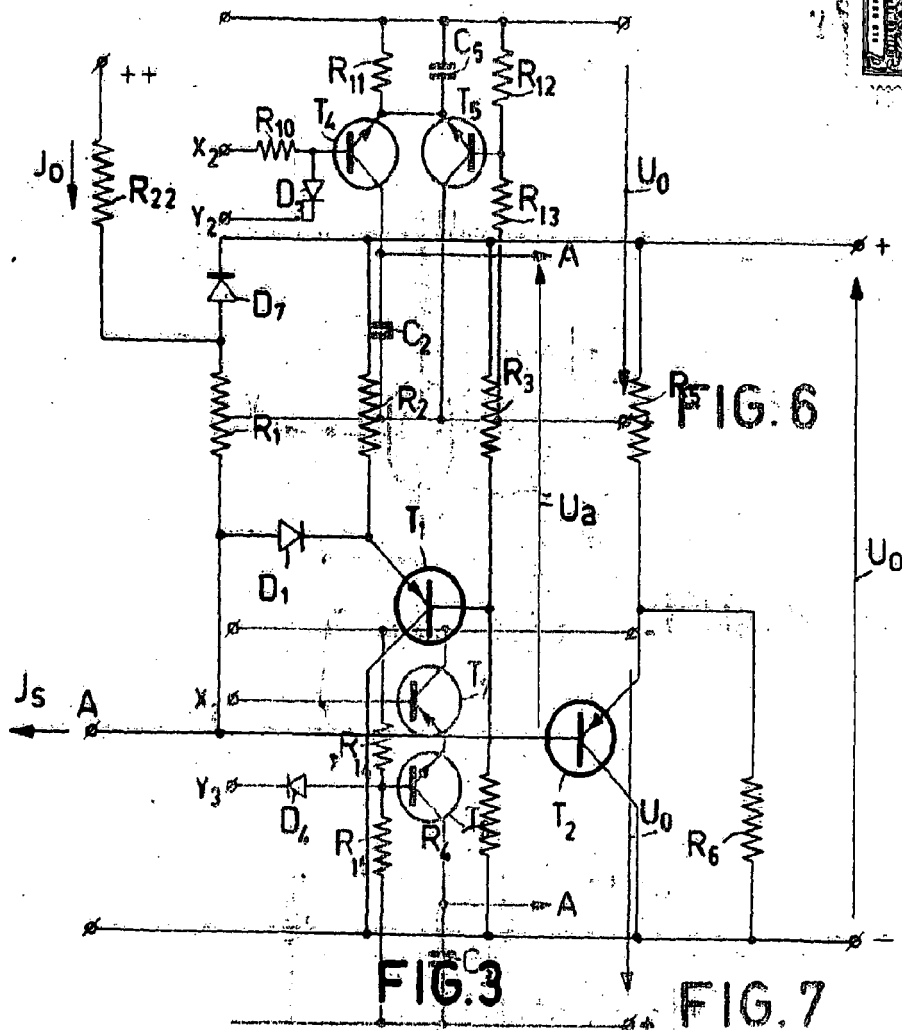 C5
R11
R12
++
T4
T5
R10
X2
J0
R22
D3
U0
Y2
R13
+
A
D7
C2
R3
R5
R2
FIG. 6
R1
Ua
T1
U0
D1
JS
A
X
T
R1
Y3
D4
T2
U0
R
R4
T
R6
A
−
C
FIG. 3
FIG. 7
+